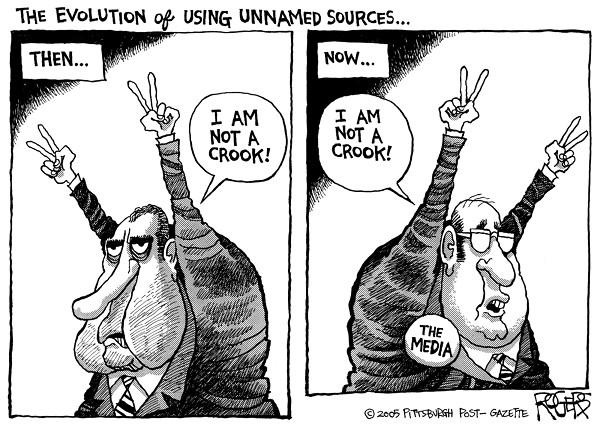 THE EVOLUTION of USING UNNAMED SOURCES...
THEN...
I AM
NOT A
CROOK!
NOW...
I AM
NOT A
CROOK!
THE
MEDIA
© 2005 PITTSBURGH POST-GAZETTE
ROGERS